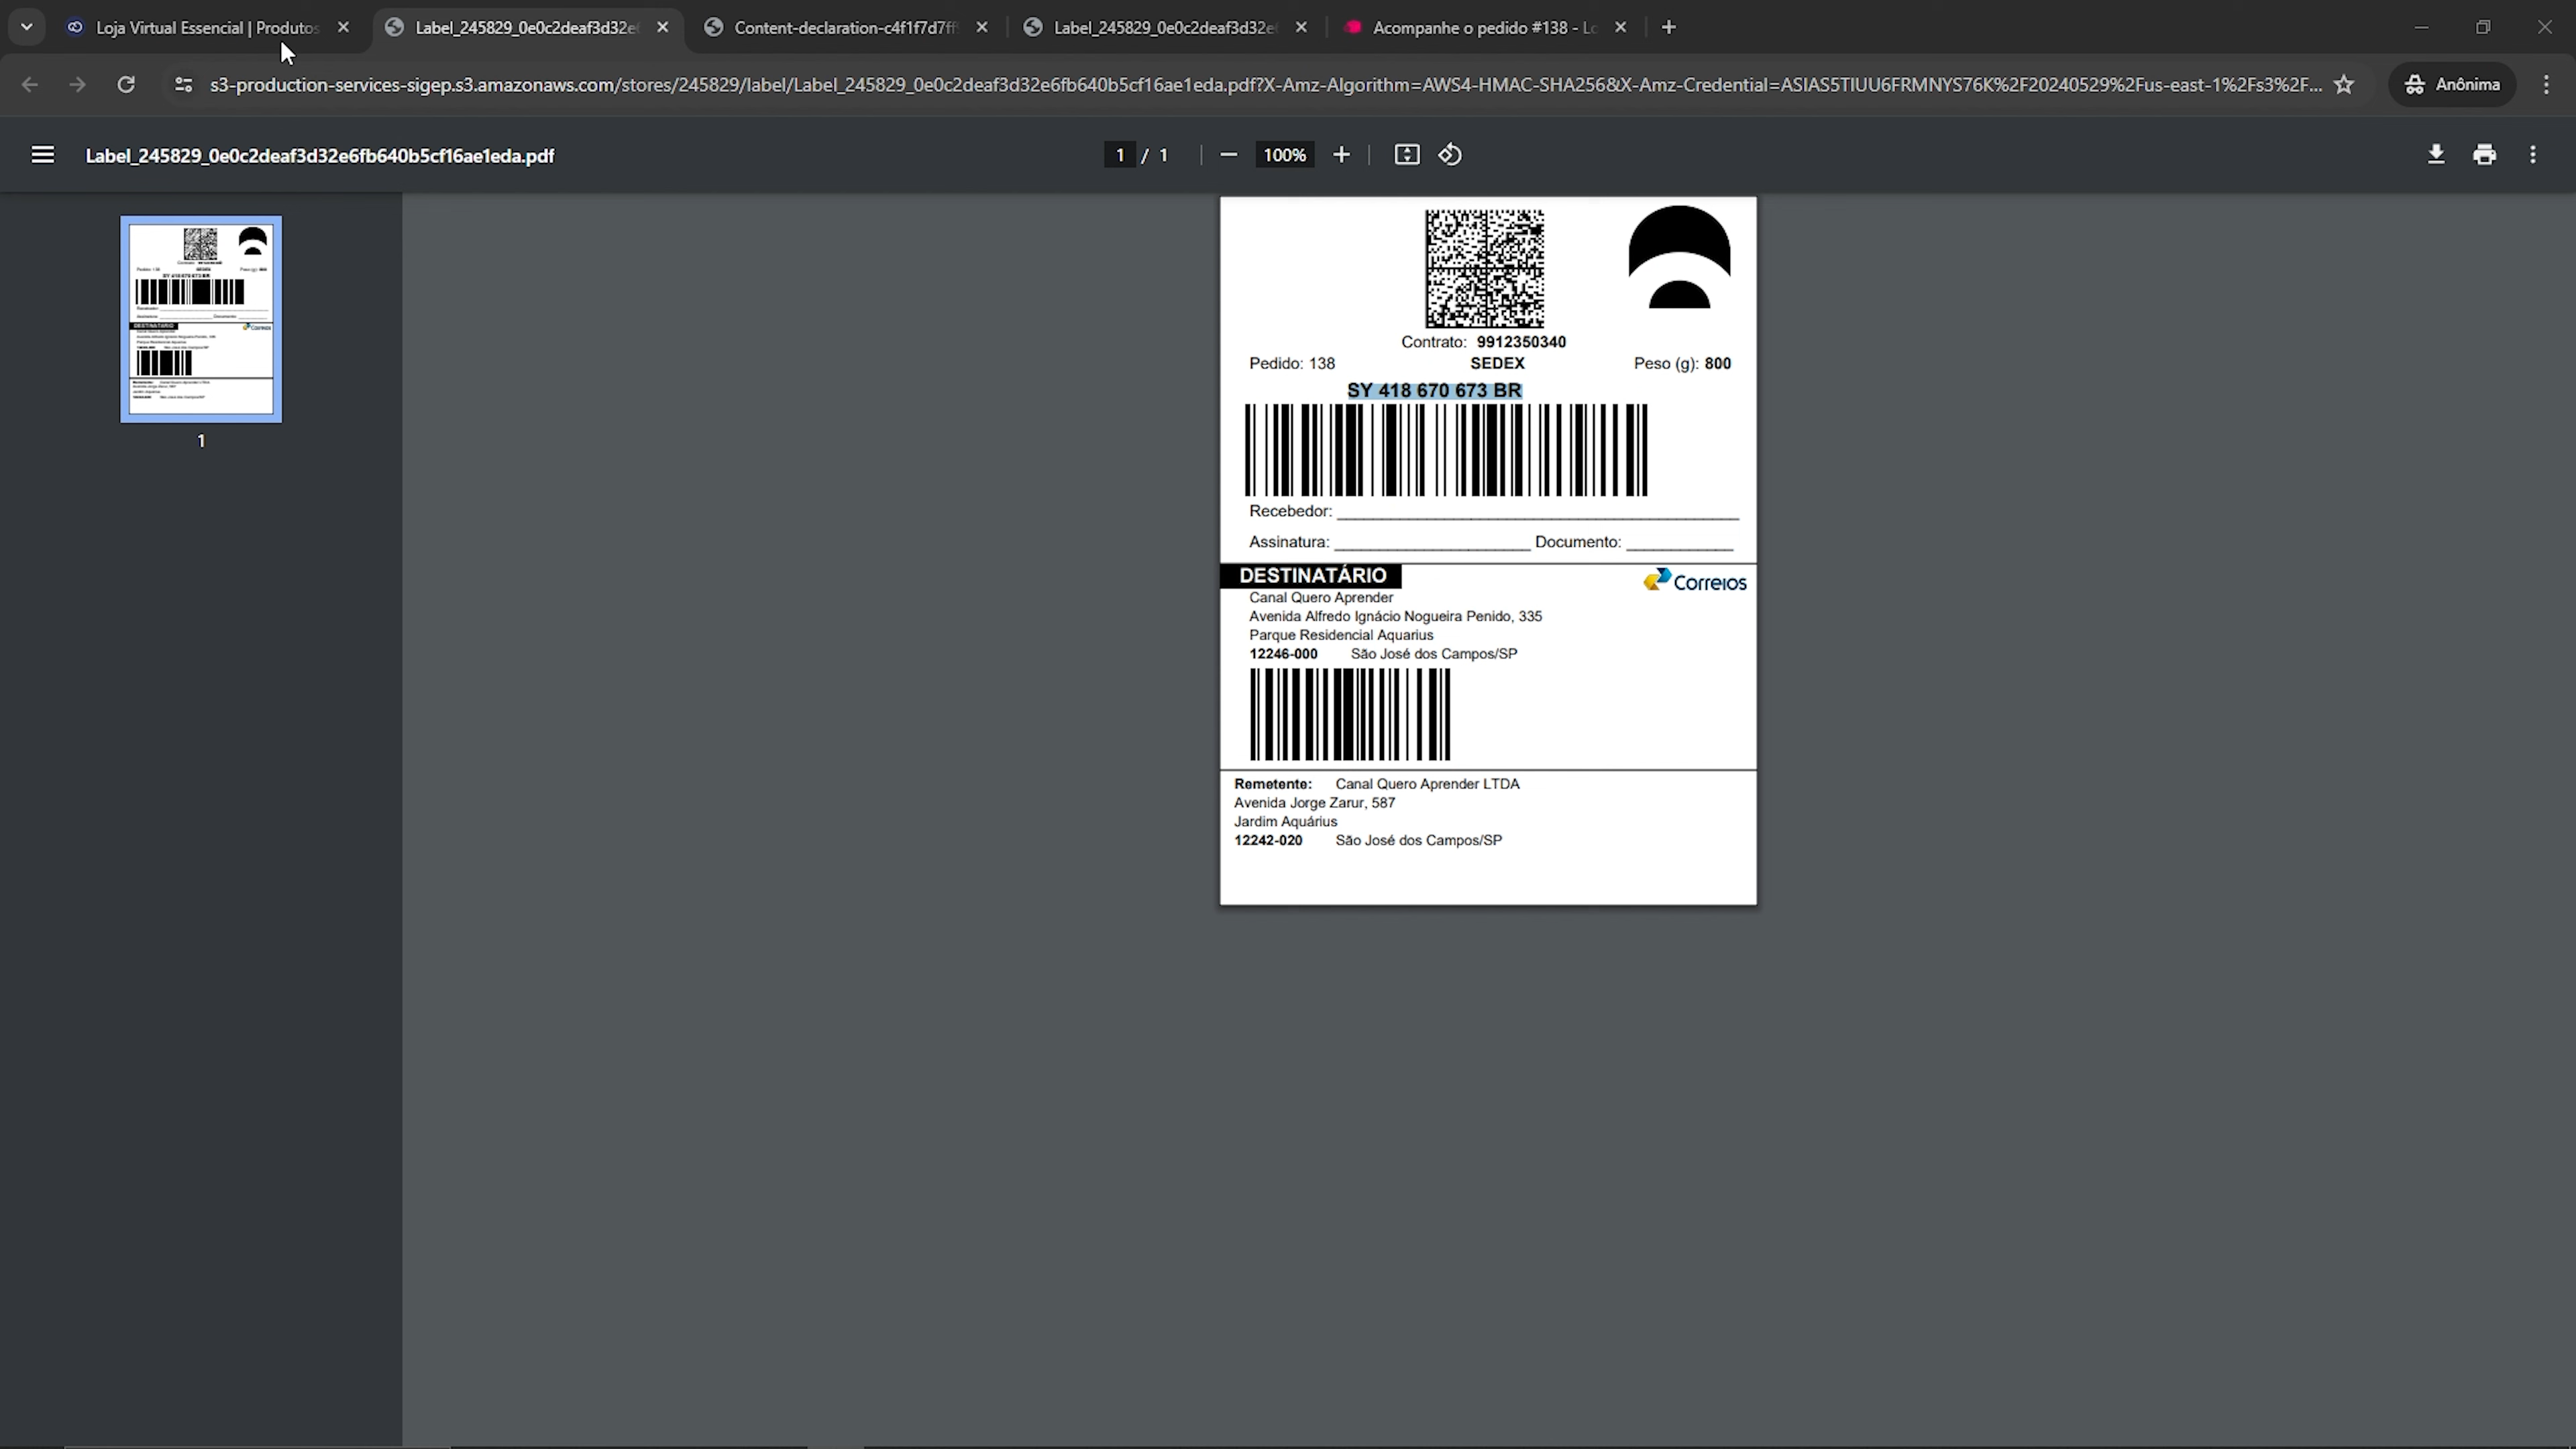 Loja Virtual Essencial | Produtos
Label_245829_0e0c2deaf3d32e6
Content-declaration-c4f1f7d7ff
Label_245829_0e0c2deaf3d32e6
Acompanhe o pedido #138 - Lo
s3-production-services-sigep.s3.amazonaws.com/stores/245829/label/Label_245829_0e0c2deaf3d32e6fb640b5cf16ae1eda.pdf?X-Amz-Algorithm=AWS4-HMAC-SHA256&X-Amz-Credential=ASIAS5TIUU6FRMNYS76K%2F20240529%2Fus-east-1%2Fs3%2F...
Anônima
Label_245829_0e0c2deaf3d32e6fb640b5cf16ae1eda.pdf
1 / 1
100%
1
Contrato: 9912350340
Pedido: 138 SEDEX Peso (g): 800
SY 418 670 673 BR
Recebedor:
Assinatura: Documento:
DESTINATÁRIO
Correios
Canal Quero Aprender
Avenida Alfredo Ignácio Nogueira Penido, 335
Parque Residencial Aquarius
12246-000 São José dos Campos/SP
Remetente: Canal Quero Aprender LTDA
Avenida Jorge Zarur, 587
Jardim Aquárius
12242-020 São José dos Campos/SP